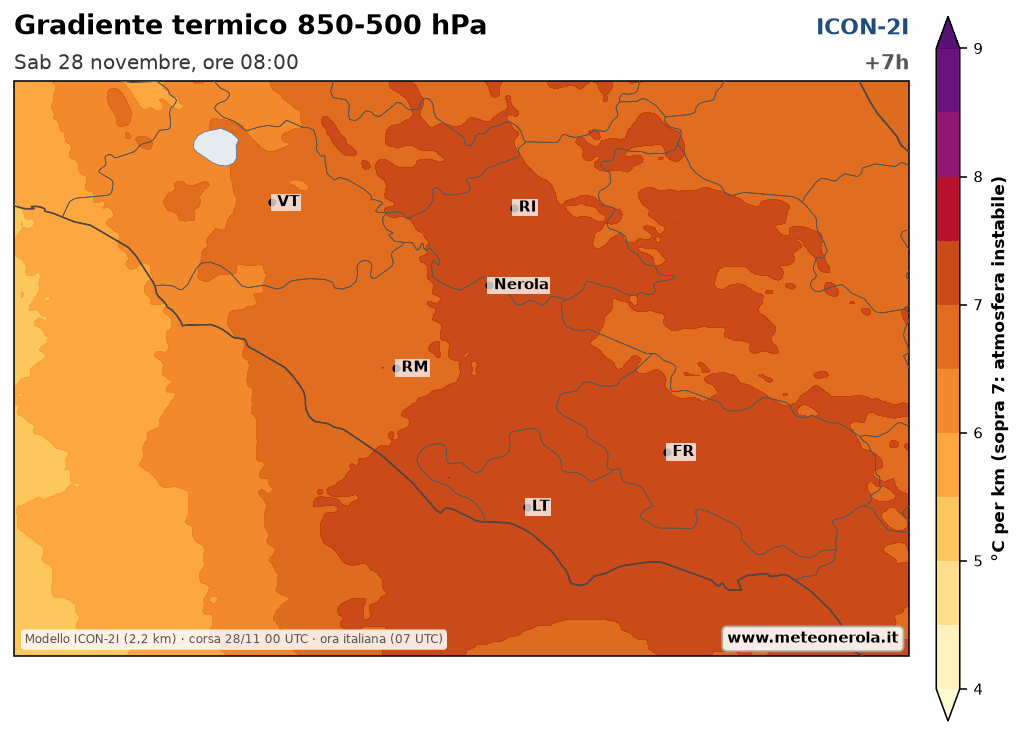 Gradiente termico 850-500 hPa
ICON-2I
Sab 28 novembre, ore 08:00
+7h
9
8
7
6
5
4
°C per km (sopra 7: atmosfera instabile)
VT
RI
Nerola
RM
FR
LT
Modello ICON-2I (2,2 km) · corsa 28/11 00 UTC · ora italiana (07 UTC)
www.meteonerola.it